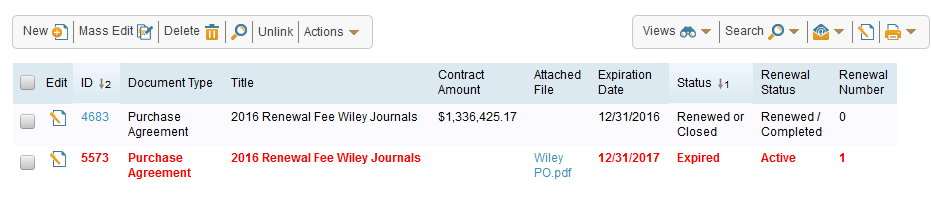 New Mass Edit Delete Unlink Actions Views Search
Edit ID 2 Document Type Title Contract Amount Attached File Expiration Date Status 1 Renewal Status Renewal Number
4683 Purchase Agreement 2016 Renewal Fee Wiley Journals $1,336,425.17 12/31/2016 Renewed or Closed Renewed / Completed 0
5573 Purchase Agreement 2016 Renewal Fee Wiley Journals Wiley PO.pdf 12/31/2017 Expired Active 1